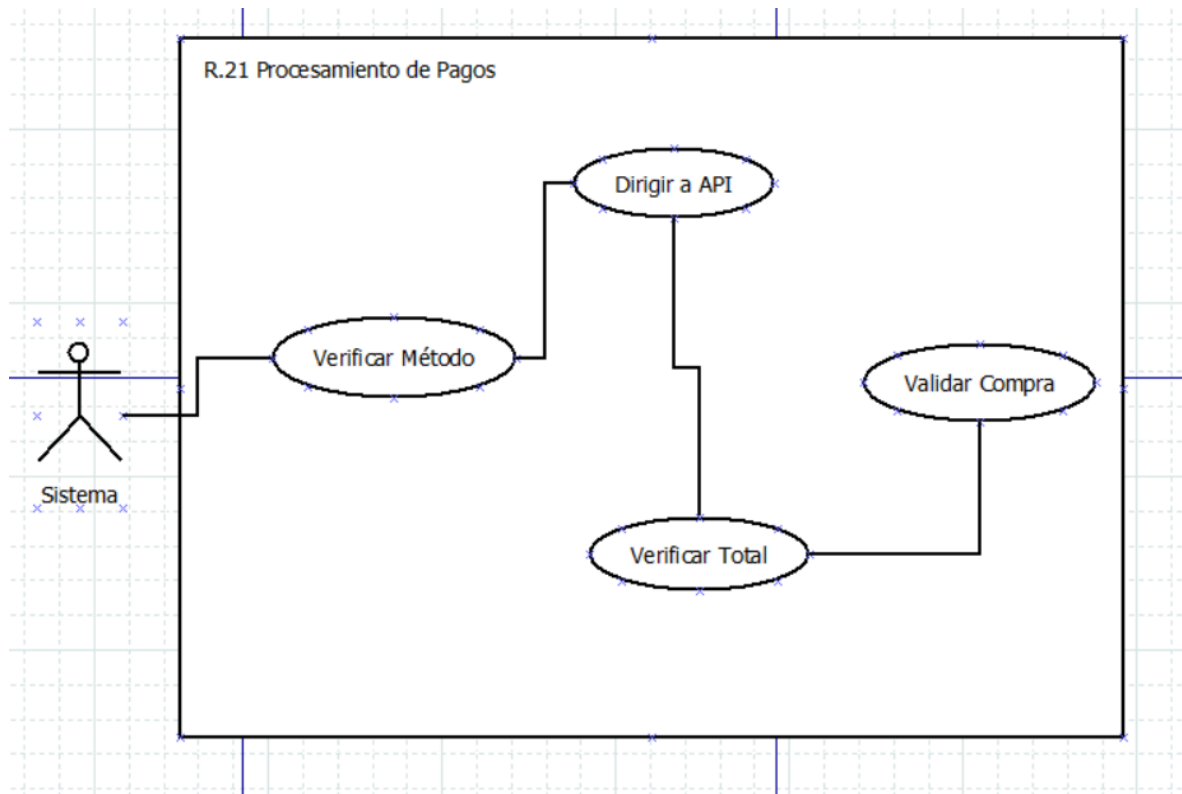 R.21 Procesamiento de Pagos
Dirigir a API
Verificar Método
Validar Compra
Sistema
Verificar Total